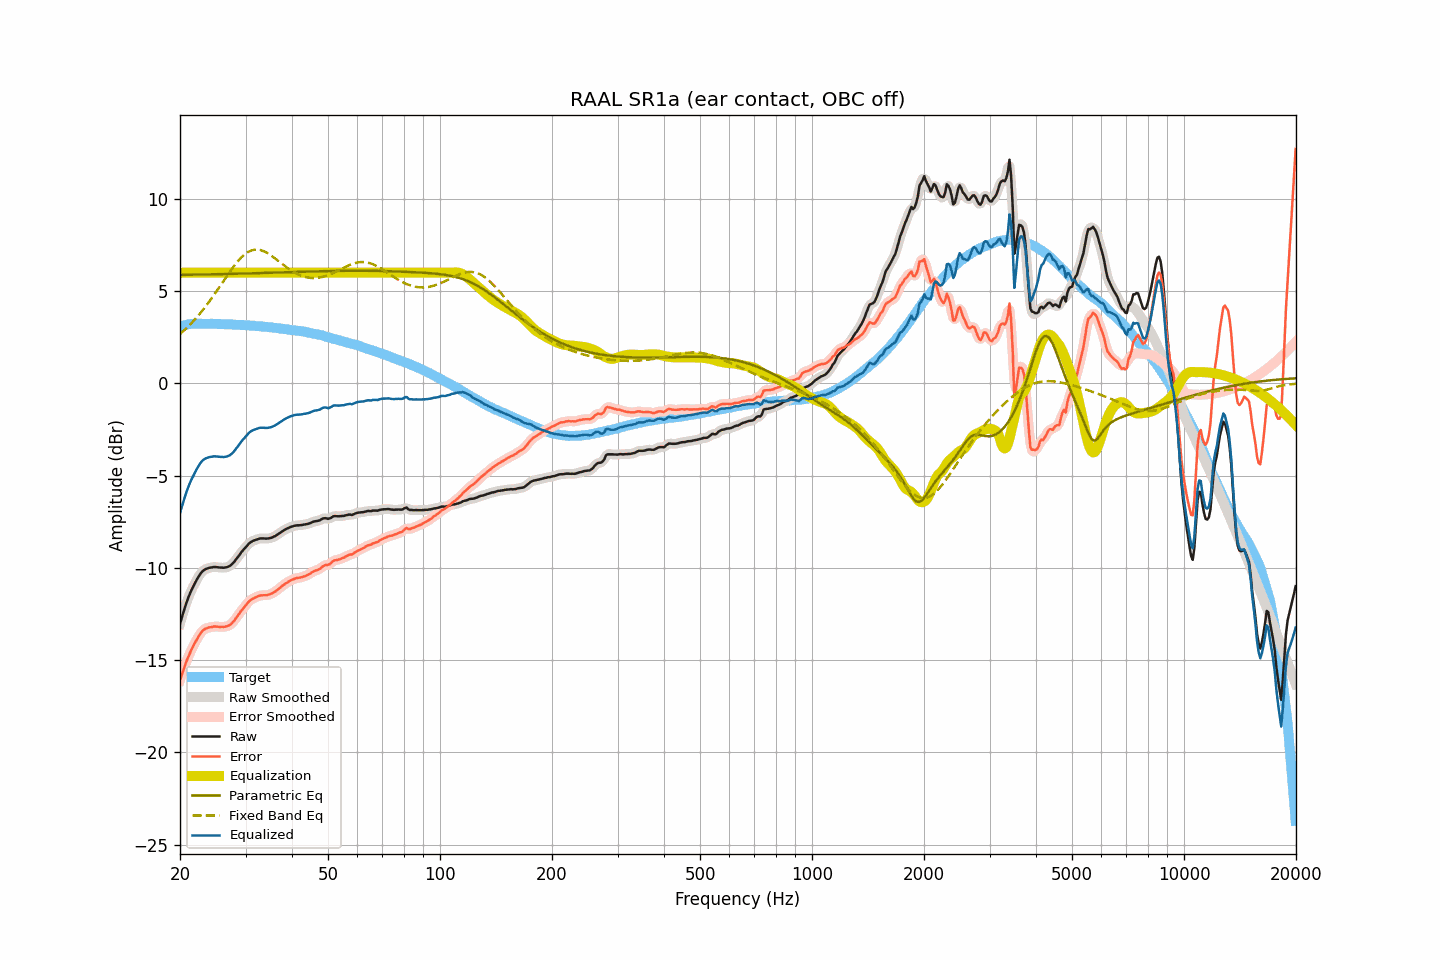 RAAL SR1a (ear contact, OBC off)
Amplitude (dBr)
10
5
0
−5
−10
−15
−20
−25
Target
Raw Smoothed
Error Smoothed
Raw
Error
Equalization
Parametric Eq
Fixed Band Eq
Equalized
20 50 100 200 500 1000 2000 5000 10000 20000
Frequency (Hz)